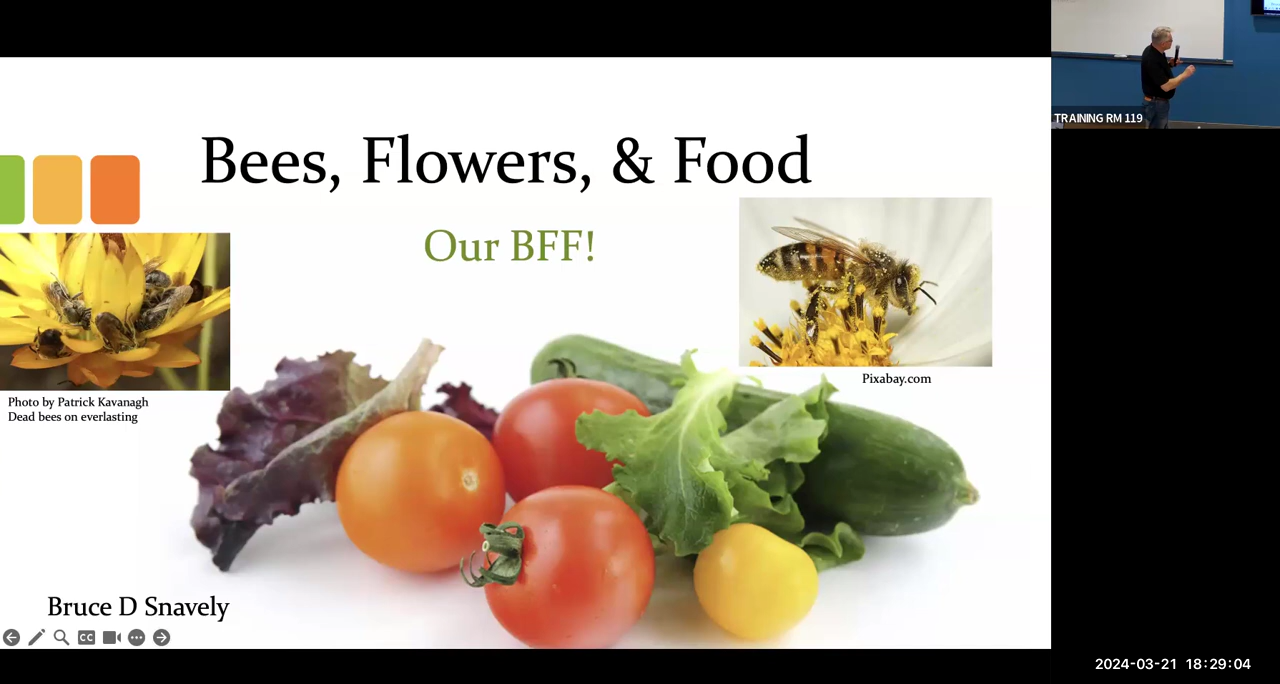 Bees, Flowers, & Food
Our BFF!
Pixabay.com
Photo by Patrick Kavanagh
Dead bees on everlasting
Bruce D Snavely
CC
TRAINING RM 119
2024-03-21 18:29:04